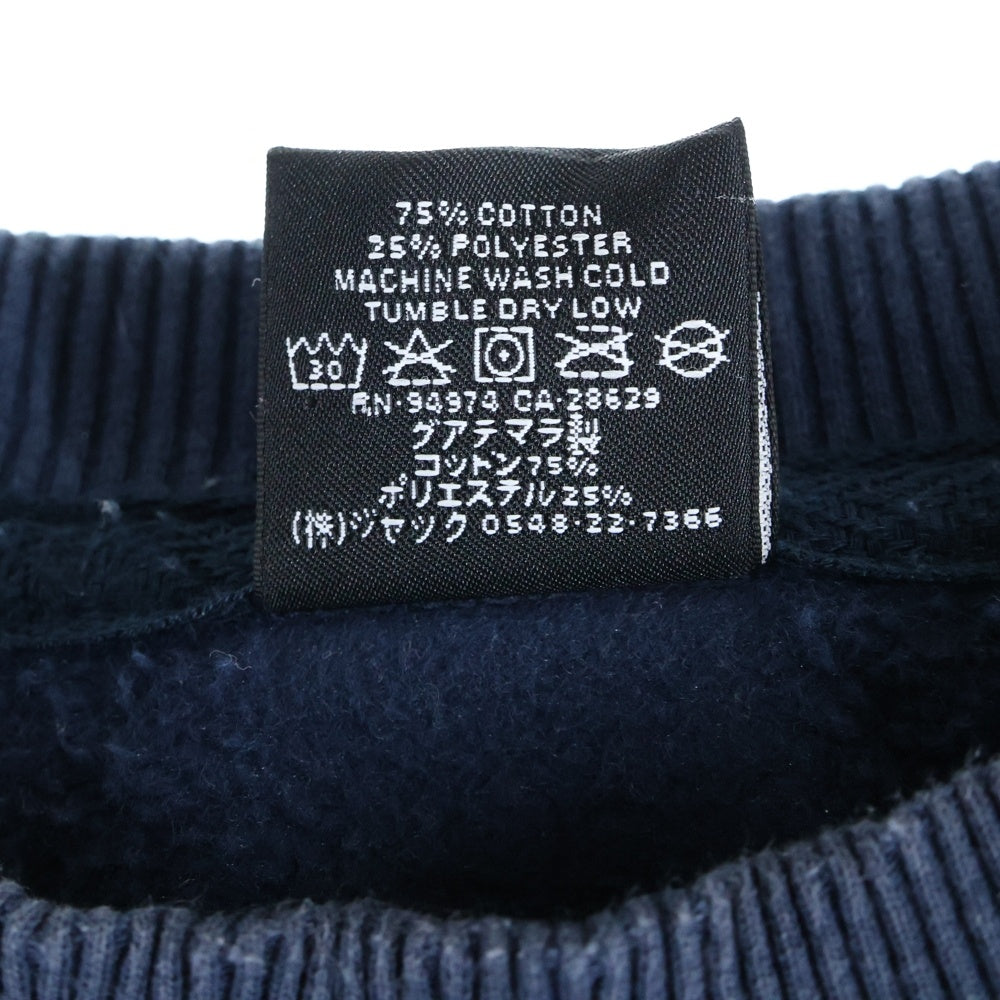 75% COTTON
25% POLYESTER
MACHINE WASH COLD
TUMBLE DRY LOW
30
RN·94974 CA·28629
グアテマラ製
コットン75%
ポリエステル25%
(株)ジャック 0548·22·7366